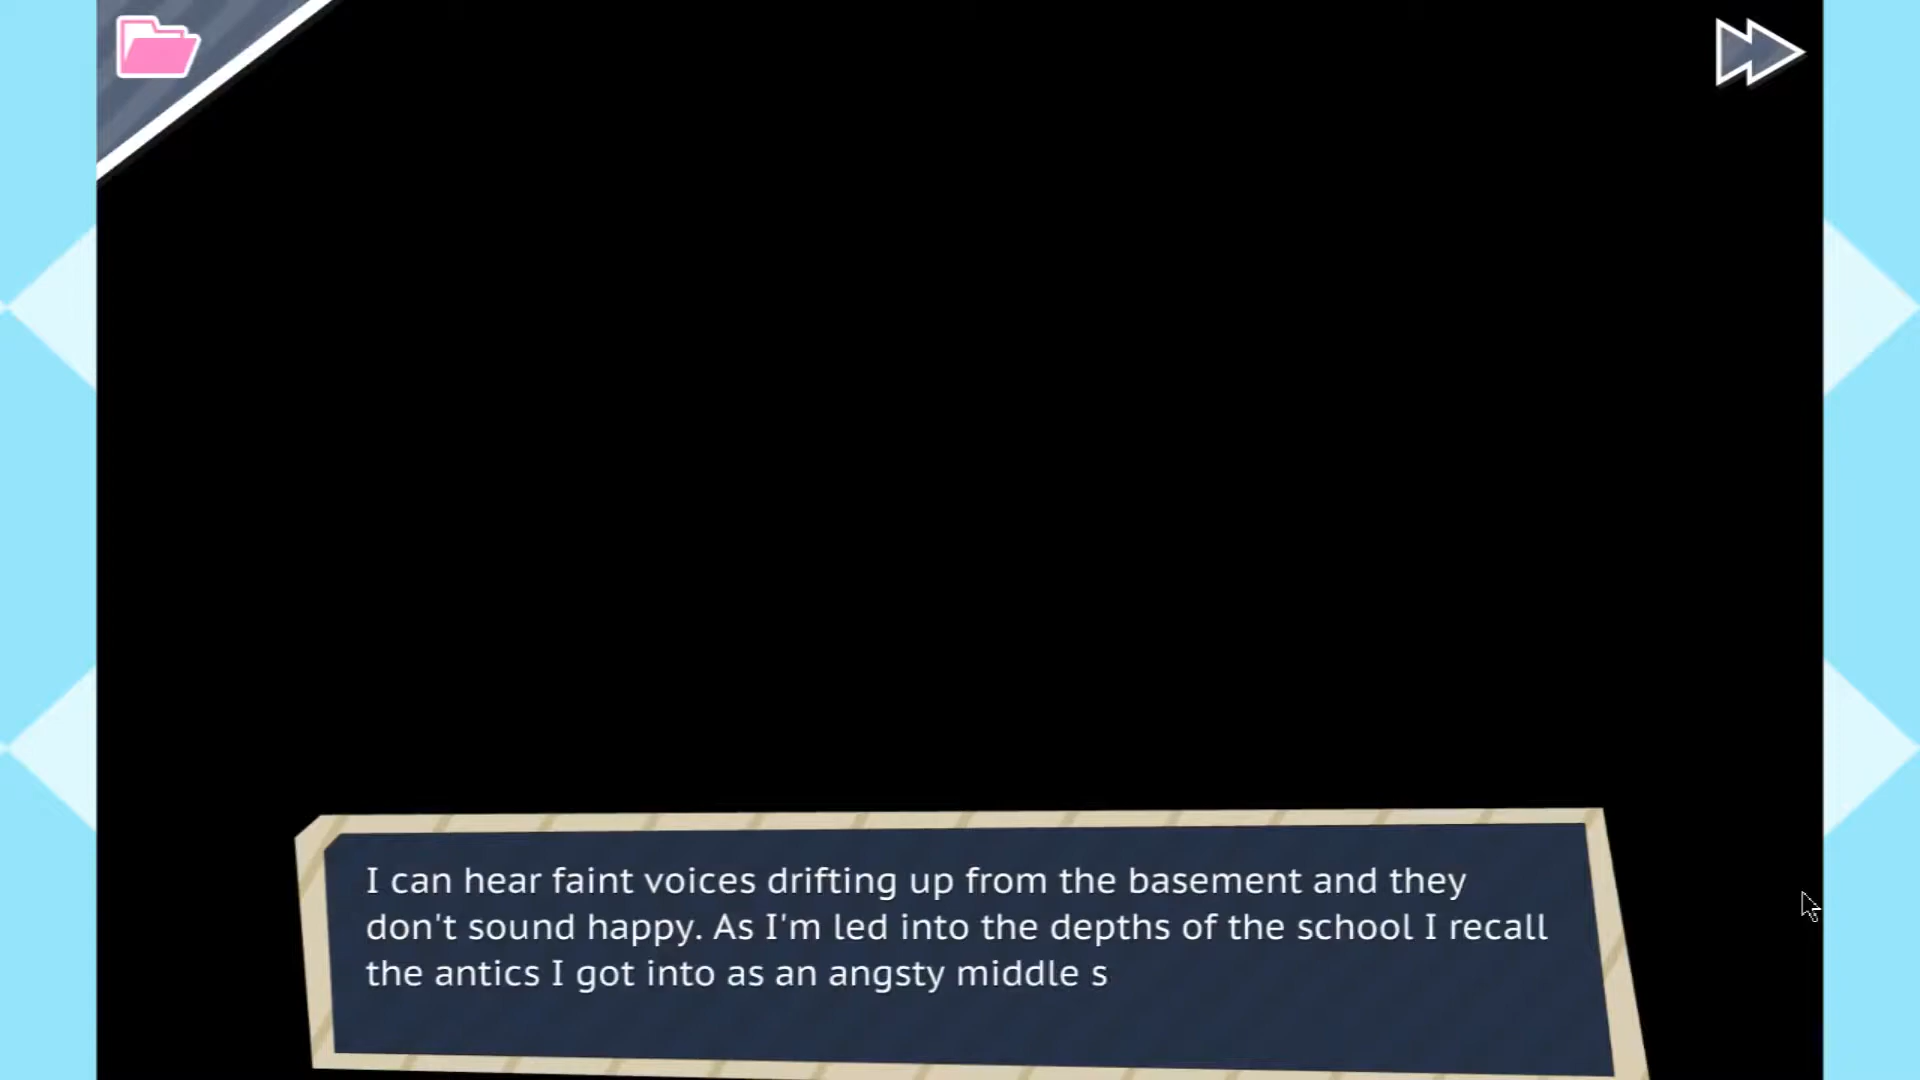 I can hear faint voices drifting up from the basement and they
don't sound happy. As I'm led into the depths of the school I recall
the antics I got into as an angsty middle s